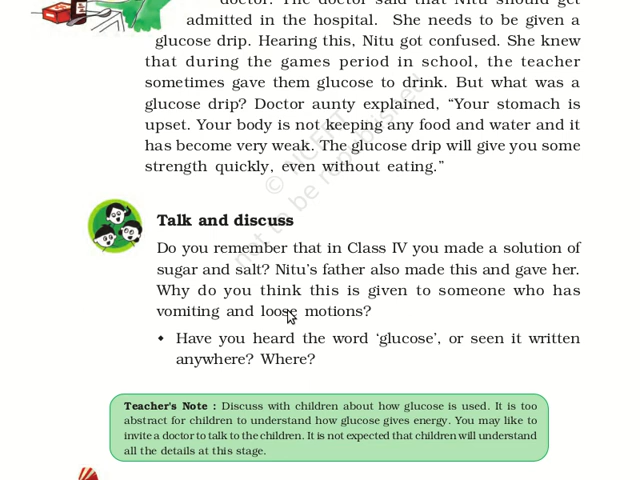 doctor. The doctor said that Nitu should get
admitted in the hospital. She needs to be given a
glucose drip. Hearing this, Nitu got confused. She knew
that during the games period in school, the teacher
sometimes gave them glucose to drink. But what was a
glucose drip? Doctor aunty explained, “Your stomach is
upset. Your body is not keeping any food and water and it
has become very weak. The glucose drip will give you some
strength quickly, even without eating.”
© NCERT
not to be republished
Talk and discuss
Do you remember that in Class IV you made a solution of
sugar and salt? Nitu’s father also made this and gave her.
Why do you think this is given to someone who has
vomiting and loose motions?
◆ Have you heard the word ‘glucose’, or seen it written
anywhere? Where?
Teacher's Note : Discuss with children about how glucose is used. It is too
abstract for children to understand how glucose gives energy. You may like to
invite a doctor to talk to the children. It is not expected that children will understand
all the details at this stage.